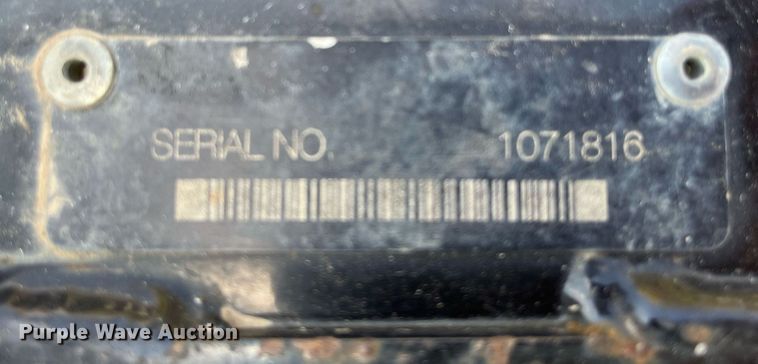 SERIAL NO. 1071816
Purple Wave Auction